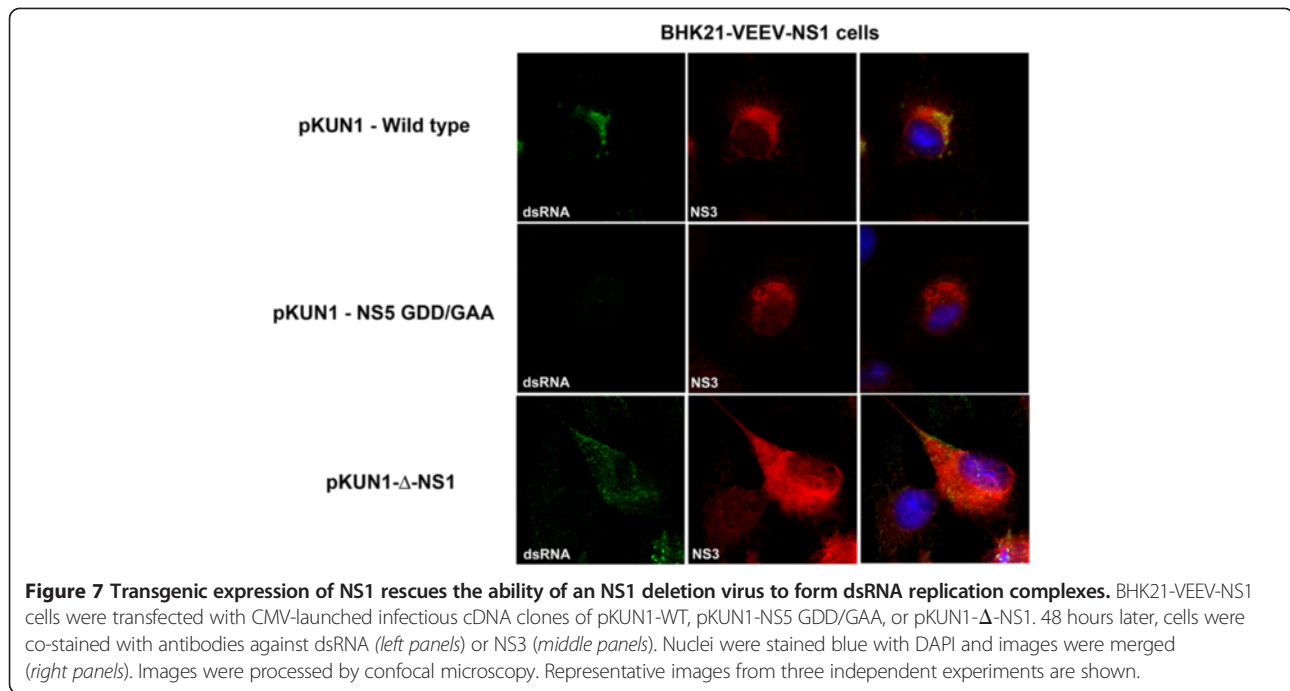 BHK21-VEEV-NS1 cells
pKUN1 - Wild type
dsRNA
NS3
pKUN1 - NS5 GDD/GAA
dsRNA
NS3
pKUN1-Δ-NS1
dsRNA
NS3
Figure 7 Transgenic expression of NS1 rescues the ability of an NS1 deletion virus to form dsRNA replication complexes. BHK21-VEEV-NS1
cells were transfected with CMV-launched infectious cDNA clones of pKUN1-WT, pKUN1-NS5 GDD/GAA, or pKUN1-Δ-NS1. 48 hours later, cells were
co-stained with antibodies against dsRNA (left panels) or NS3 (middle panels). Nuclei were stained blue with DAPI and images were merged
(right panels). Images were processed by confocal microscopy. Representative images from three independent experiments are shown.